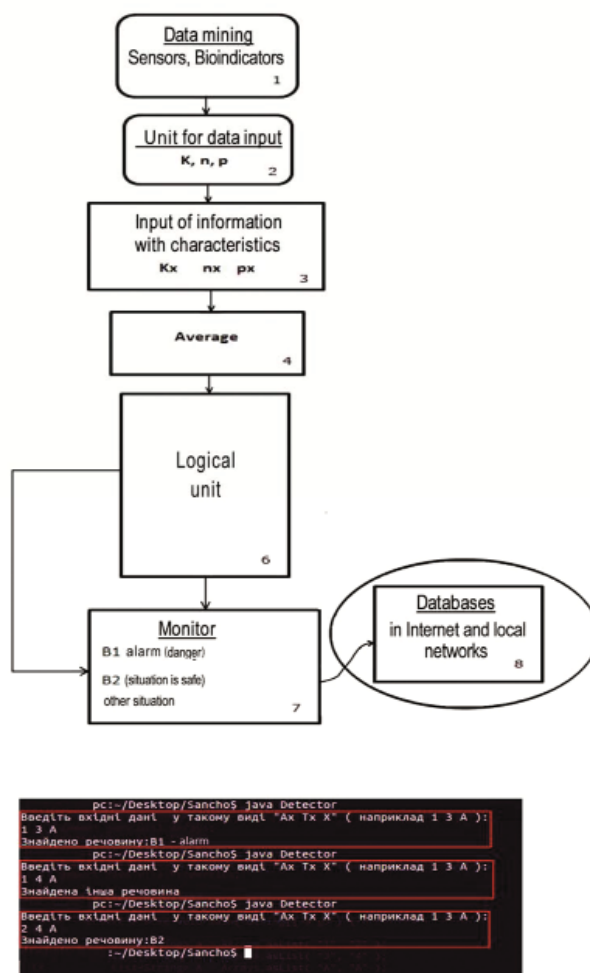 Data mining
Sensors, Bioindicators
1
Unit for data input
K, n, p
2
Input of information
with characteristics
Kx nx px
3
Average
4
Logical
unit
6
Monitor
B1 alarm (danger)
B2 (situation is safe)
other situation
7
Databases
in Internet and local
networks
8
pc:~/Desktop/Sancho$ java Detector
Введіть вхідні дані у такому виді "Ax Tx X" ( наприклад 1 3 A ):
1 3 A
Знайдено речовину:B1 - alarm
pc:~/Desktop/Sancho$ java Detector
Введіть вхідні дані у такому виді "Ax Tx X" ( наприклад 1 3 A ):
1 4 A
Знайдена інша речовина
pc:~/Desktop/Sancho$ java Detector
Введіть вхідні дані у такому виді "Ax Tx X" ( наприклад 1 3 A ):
2 4 A
Знайдено речовину:B2
:~/Desktop/Sancho$